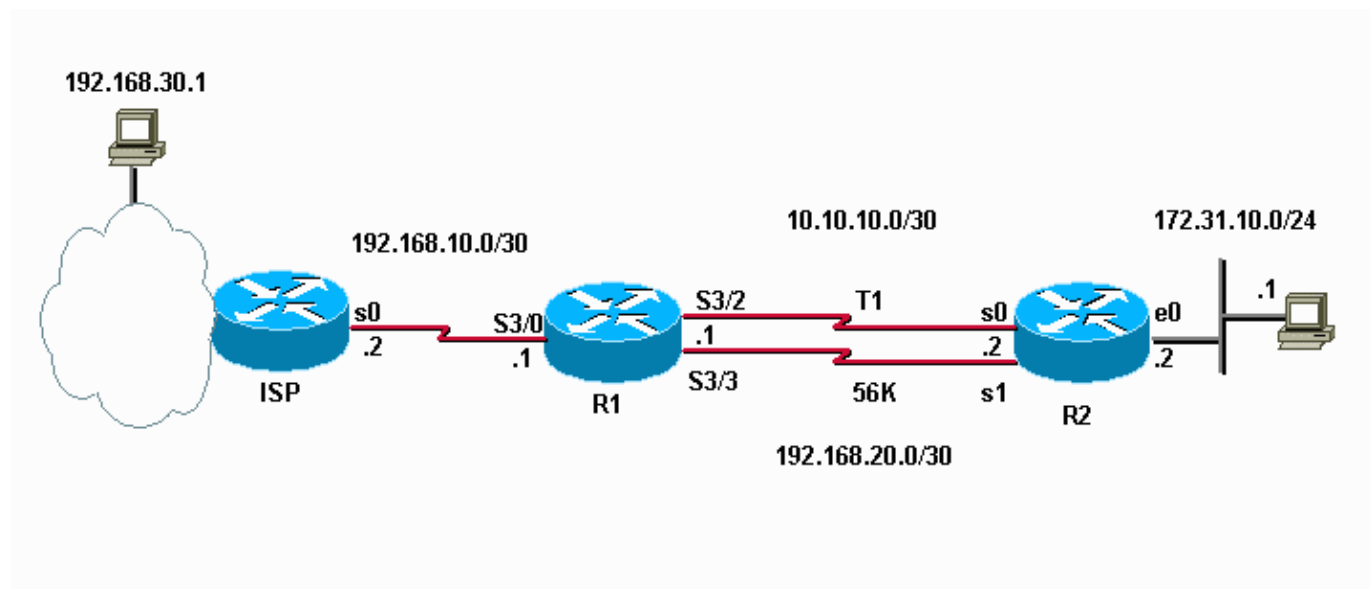 192.168.30.1
192.168.10.0/30
10.10.10.0/30
172.31.10.0/24
s0
.2
S3/0
.1
S3/2
.1
S3/3
T1
56K
s0
.2
s1
e0
.2
.1
ISP
R1
R2
192.168.20.0/30